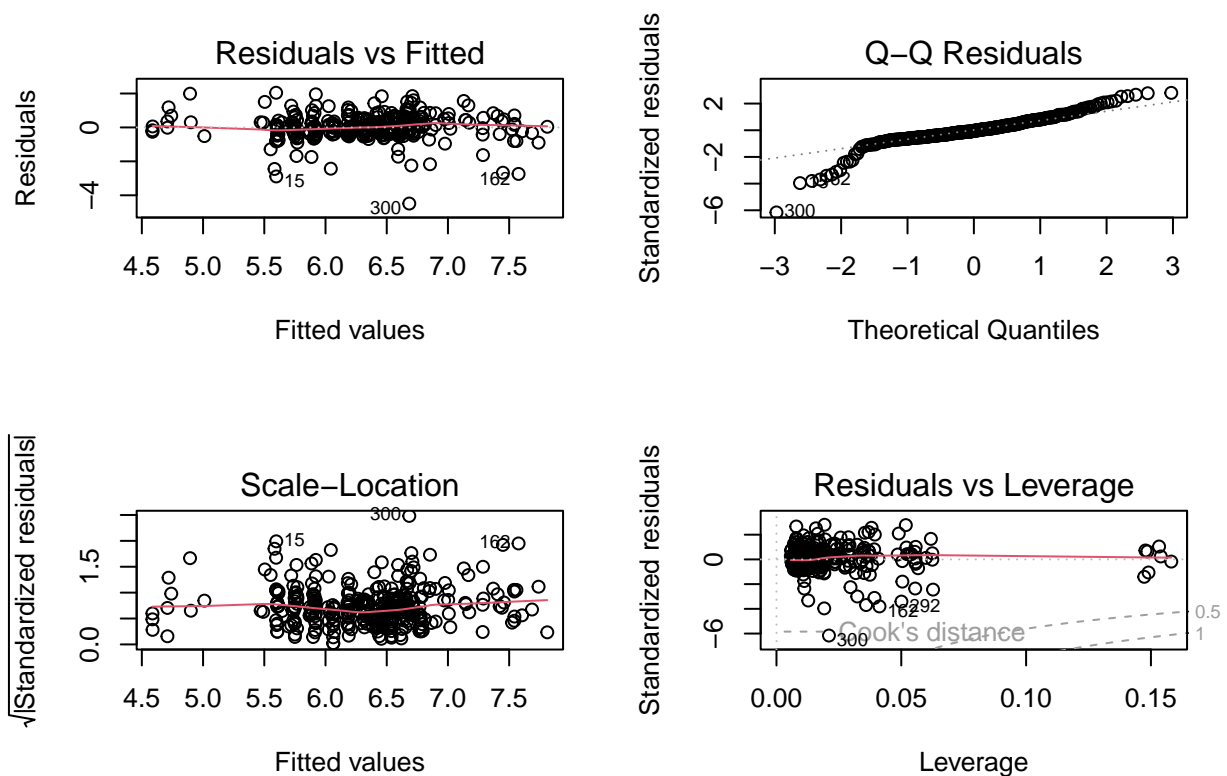 Residuals vs Fitted
Residuals
0
−4
15
162
300
4.5 5.0 5.5 6.0 6.5 7.0 7.5
Fitted values
Q−Q Residuals
Standardized residuals
2
−2
−6
162
300
−3 −2 −1 0 1 2 3
Theoretical Quantiles
Scale−Location
√|Standardized residuals|
1.5
0.0
300
15
162
4.5 5.0 5.5 6.0 6.5 7.0 7.5
Fitted values
Residuals vs Leverage
Standardized residuals
0
−6
162
292
300
Cook's distance
0.5
1
0.00 0.05 0.10 0.15
Leverage